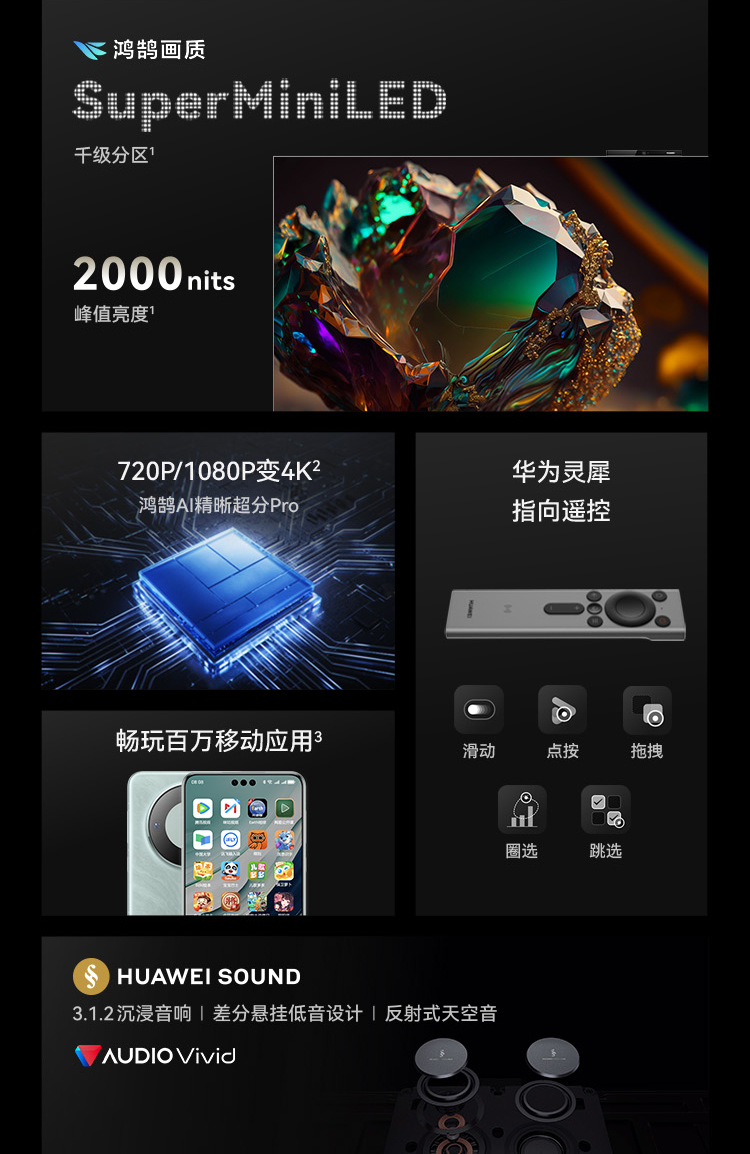 鸿鹄画质
SuperMiniLED
千级分区¹
2000nits
峰值亮度¹
720P/1080P变4K²
鸿鹄AI精晰超分Pro
华为灵犀
指向遥控
滑动
点按
拖拽
圈选
跳选
畅玩百万移动应用³
08:08
HUAWEI SOUND
3.1.2沉浸音响 | 差分悬挂低音设计 | 反射式天空音
AUDIO Vivid